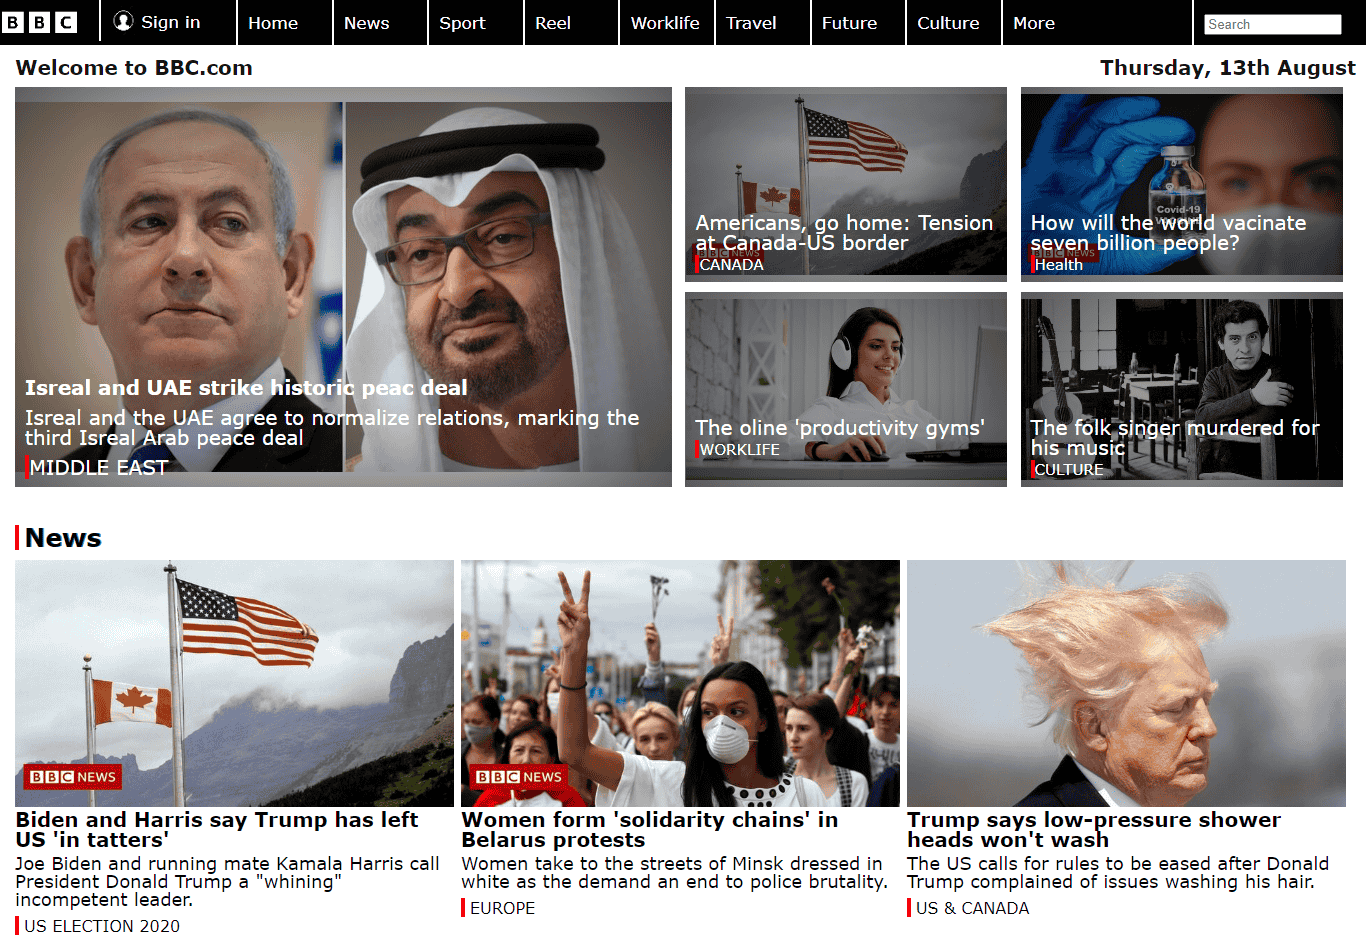 BBC Sign in Home News Sport Reel Worklife Travel Future Culture More Search
Welcome to BBC.com
Thursday, 13th August
Isreal and UAE strike historic peac deal
Isreal and the UAE agree to normalize relations, marking the
third Isreal Arab peace deal
MIDDLE EAST
Americans, go home: Tension
at Canada-US border
BBC NEWS
CANADA
Covid-19
VACCINE
How will the world vacinate
seven billion people?
BBC NEWS
Health
The oline 'productivity gyms'
WORKLIFE
The folk singer murdered for
his music
CULTURE
News
BBC NEWS
Biden and Harris say Trump has left
US 'in tatters'
Joe Biden and running mate Kamala Harris call
President Donald Trump a "whining"
incompetent leader.
US ELECTION 2020
BBC NEWS
Women form 'solidarity chains' in
Belarus protests
Women take to the streets of Minsk dressed in
white as the demand an end to police brutality.
EUROPE
Trump says low-pressure shower
heads won't wash
The US calls for rules to be eased after Donald
Trump complained of issues washing his hair.
US & CANADA